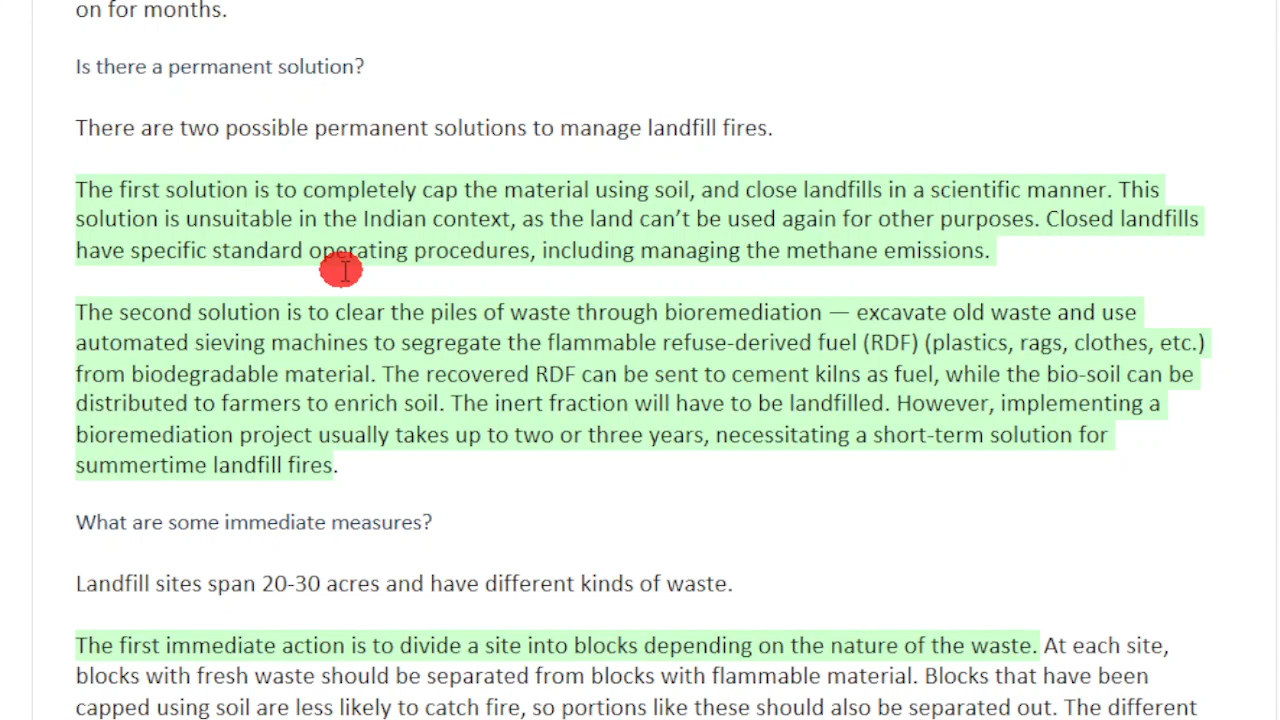 on for months.
Is there a permanent solution?
There are two possible permanent solutions to manage landfill fires.
The first solution is to completely cap the material using soil, and close landfills in a scientific manner. This
solution is unsuitable in the Indian context, as the land can’t be used again for other purposes. Closed landfills
have specific standard operating procedures, including managing the methane emissions.
The second solution is to clear the piles of waste through bioremediation — excavate old waste and use
automated sieving machines to segregate the flammable refuse-derived fuel (RDF) (plastics, rags, clothes, etc.)
from biodegradable material. The recovered RDF can be sent to cement kilns as fuel, while the bio-soil can be
distributed to farmers to enrich soil. The inert fraction will have to be landfilled. However, implementing a
bioremediation project usually takes up to two or three years, necessitating a short-term solution for
summertime landfill fires.
What are some immediate measures?
Landfill sites span 20-30 acres and have different kinds of waste.
The first immediate action is to divide a site into blocks depending on the nature of the waste. At each site,
blocks with fresh waste should be separated from blocks with flammable material. Blocks that have been
capped using soil are less likely to catch fire, so portions like these should also be separated out. The different